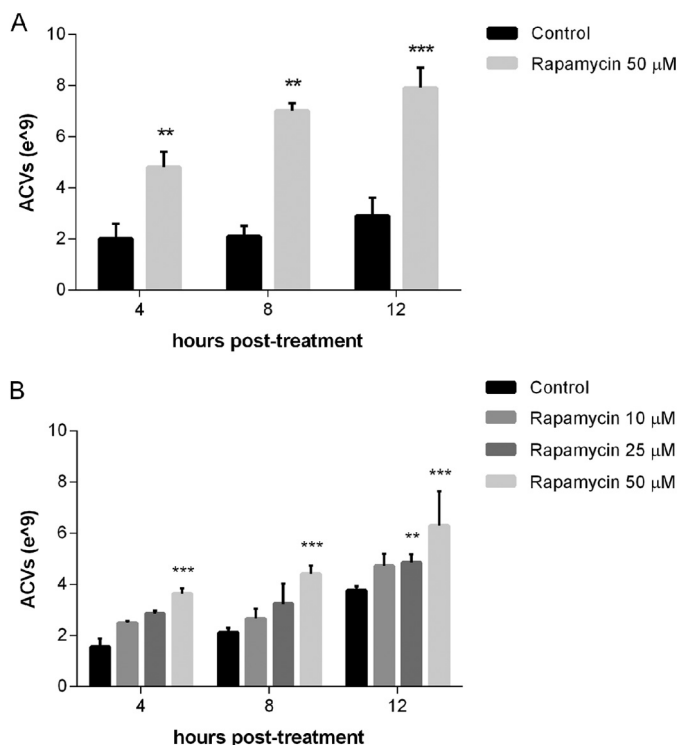 A
Control
Rapamycin 50 μM
***
**
**
10
8
6
4
2
0
ACVs (e^9)
4 8 12
hours post-treatment
B
Control
Rapamycin 10 μM
Rapamycin 25 μM
Rapamycin 50 μM
10
8
6
4
2
0
ACVs (e^9)
***
***
***
**
4 8 12
hours post-treatment